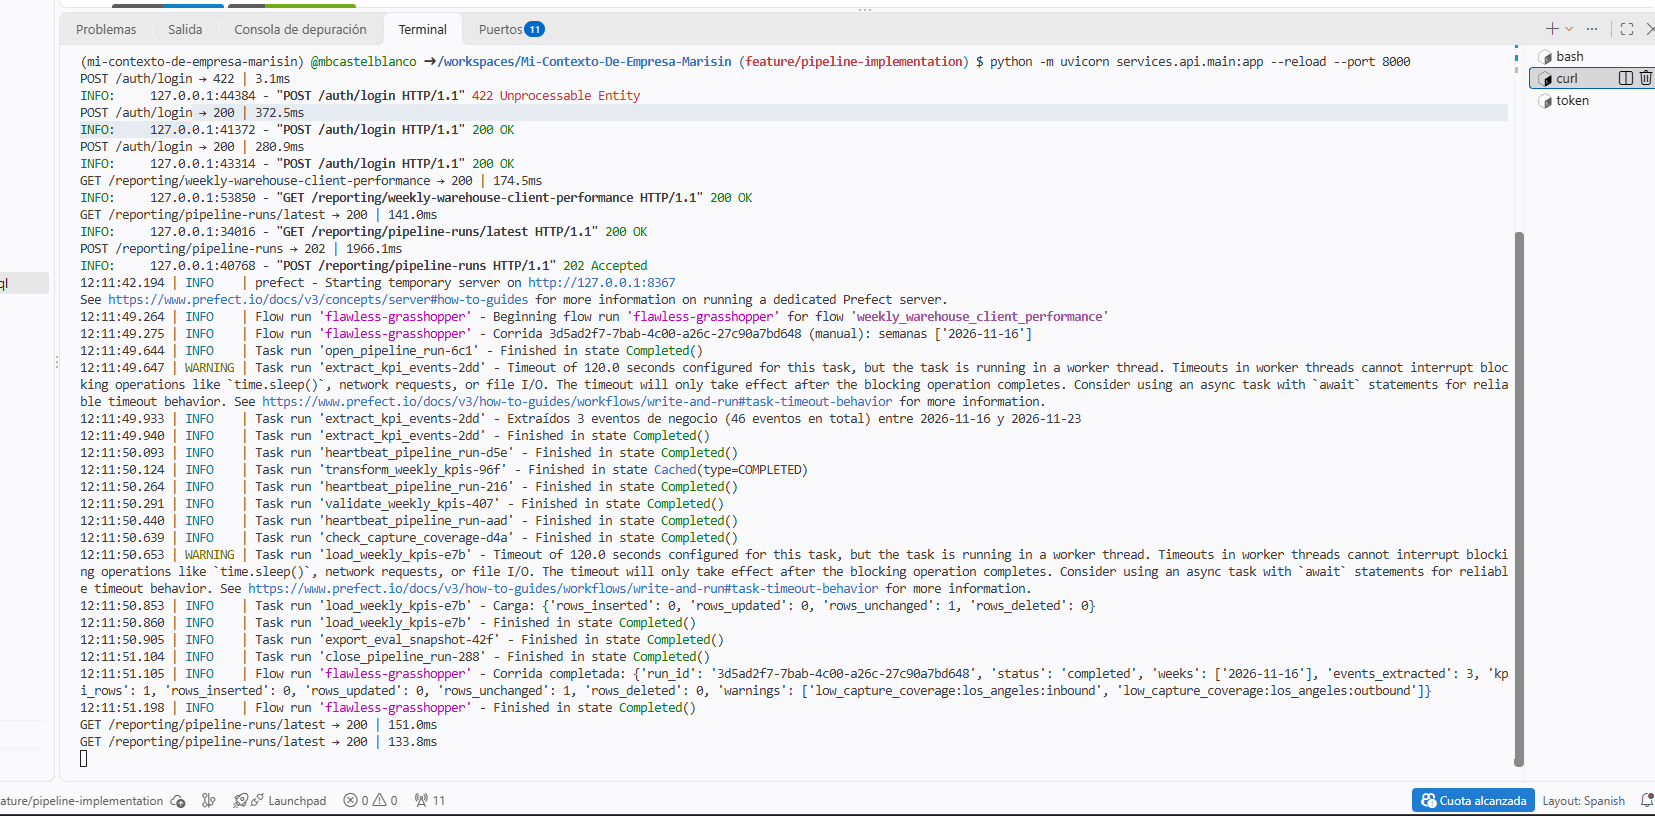 Problemas
Salida
Consola de depuración
Terminal
Puertos 11
(mi-contexto-de-empresa-marisin) @mbcastelblanco →/workspaces/Mi-Contexto-De-Empresa-Marisin (feature/pipeline-implementation) $ python -m uvicorn services.api.main:app --reload --port 8000
POST /auth/login → 422 | 3.1ms
INFO:     127.0.0.1:44384 - "POST /auth/login HTTP/1.1" 422 Unprocessable Entity
POST /auth/login → 200 | 372.5ms
INFO:     127.0.0.1:41372 - "POST /auth/login HTTP/1.1" 200 OK
POST /auth/login → 200 | 280.9ms
INFO:     127.0.0.1:43314 - "POST /auth/login HTTP/1.1" 200 OK
GET /reporting/weekly-warehouse-client-performance → 200 | 174.5ms
INFO:     127.0.0.1:53850 - "GET /reporting/weekly-warehouse-client-performance HTTP/1.1" 200 OK
GET /reporting/pipeline-runs/latest → 200 | 141.0ms
INFO:     127.0.0.1:34016 - "GET /reporting/pipeline-runs/latest HTTP/1.1" 200 OK
POST /reporting/pipeline-runs → 202 | 1966.1ms
INFO:     127.0.0.1:40768 - "POST /reporting/pipeline-runs HTTP/1.1" 202 Accepted
12:11:42.194 | INFO    | prefect - Starting temporary server on http://127.0.0.1:8367
See https://www.prefect.io/docs/v3/concepts/server#how-to-guides for more information on running a dedicated Prefect server.
12:11:49.264 | INFO    | Flow run 'flawless-grasshopper' - Beginning flow run 'flawless-grasshopper' for flow 'weekly_warehouse_client_performance'
12:11:49.275 | INFO    | Flow run 'flawless-grasshopper' - Corrida 3d5ad2f7-7bab-4c00-a26c-27c90a7bd648 (manual): semanas ['2026-11-16']
12:11:49.644 | INFO    | Task run 'open_pipeline_run-6c1' - Finished in state Completed()
12:11:49.647 | WARNING | Task run 'extract_kpi_events-2dd' - Timeout of 120.0 seconds configured for this task, but the task is running in a worker thread. Timeouts in worker threads cannot interrupt bloc
king operations like `time.sleep()`, network requests, or file I/O. The timeout will only take effect after the blocking operation completes. Consider using an async task with `await` statements for relia
ble timeout behavior. See https://www.prefect.io/docs/v3/how-to-guides/workflows/write-and-run#task-timeout-behavior for more information.
12:11:49.933 | INFO    | Task run 'extract_kpi_events-2dd' - Extraídos 3 eventos de negocio (46 eventos en total) entre 2026-11-16 y 2026-11-23
12:11:49.940 | INFO    | Task run 'extract_kpi_events-2dd' - Finished in state Completed()
12:11:50.093 | INFO    | Task run 'heartbeat_pipeline_run-d5e' - Finished in state Completed()
12:11:50.124 | INFO    | Task run 'transform_weekly_kpis-96f' - Finished in state Cached(type=COMPLETED)
12:11:50.264 | INFO    | Task run 'heartbeat_pipeline_run-216' - Finished in state Completed()
12:11:50.291 | INFO    | Task run 'validate_weekly_kpis-407' - Finished in state Completed()
12:11:50.440 | INFO    | Task run 'heartbeat_pipeline_run-aad' - Finished in state Completed()
12:11:50.639 | INFO    | Task run 'check_capture_coverage-d4a' - Finished in state Completed()
12:11:50.653 | WARNING | Task run 'load_weekly_kpis-e7b' - Timeout of 120.0 seconds configured for this task, but the task is running in a worker thread. Timeouts in worker threads cannot interrupt blocki
ng operations like `time.sleep()`, network requests, or file I/O. The timeout will only take effect after the blocking operation completes. Consider using an async task with `await` statements for reliabl
e timeout behavior. See https://www.prefect.io/docs/v3/how-to-guides/workflows/write-and-run#task-timeout-behavior for more information.
12:11:50.853 | INFO    | Task run 'load_weekly_kpis-e7b' - Carga: {'rows_inserted': 0, 'rows_updated': 0, 'rows_unchanged': 1, 'rows_deleted': 0}
12:11:50.860 | INFO    | Task run 'load_weekly_kpis-e7b' - Finished in state Completed()
12:11:50.905 | INFO    | Task run 'export_eval_snapshot-42f' - Finished in state Completed()
12:11:51.104 | INFO    | Task run 'close_pipeline_run-288' - Finished in state Completed()
12:11:51.105 | INFO    | Flow run 'flawless-grasshopper' - Corrida completada: {'run_id': '3d5ad2f7-7bab-4c00-a26c-27c90a7bd648', 'status': 'completed', 'weeks': ['2026-11-16'], 'events_extracted': 3, 'kp
i_rows': 1, 'rows_inserted': 0, 'rows_updated': 0, 'rows_unchanged': 1, 'rows_deleted': 0, 'warnings': ['low_capture_coverage:los_angeles:inbound', 'low_capture_coverage:los_angeles:outbound']}
12:11:51.198 | INFO    | Flow run 'flawless-grasshopper' - Finished in state Completed()
GET /reporting/pipeline-runs/latest → 200 | 151.0ms
GET /reporting/pipeline-runs/latest → 200 | 133.8ms
bash
curl
token
ql
ature/pipeline-implementation
Launchpad
0
0
11
Cuota alcanzada
Layout: Spanish